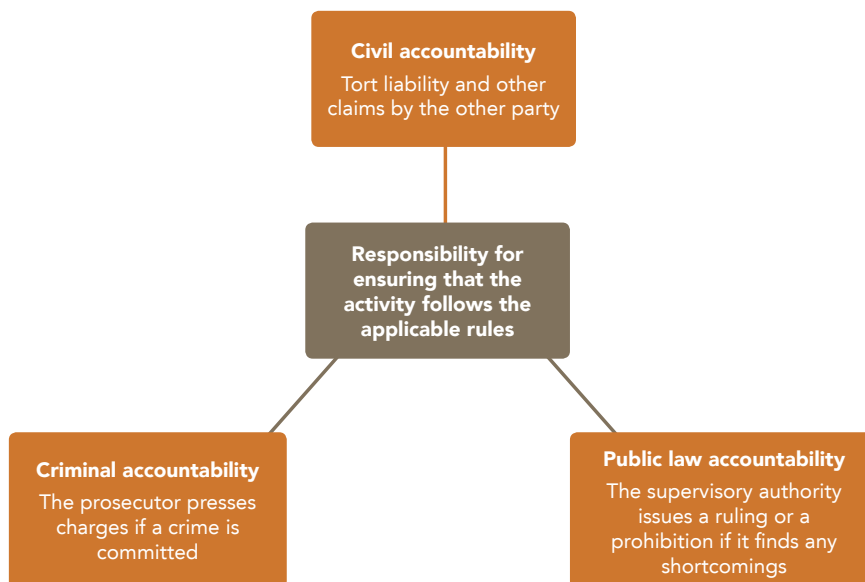 Civil accountability
Tort liability and other
claims by the other party
Responsibility for
ensuring that the
activity follows the
applicable rules
Criminal accountability
The prosecutor presses
charges if a crime is
committed
Public law accountability
The supervisory authority
issues a ruling or a
prohibition if it finds any
shortcomings